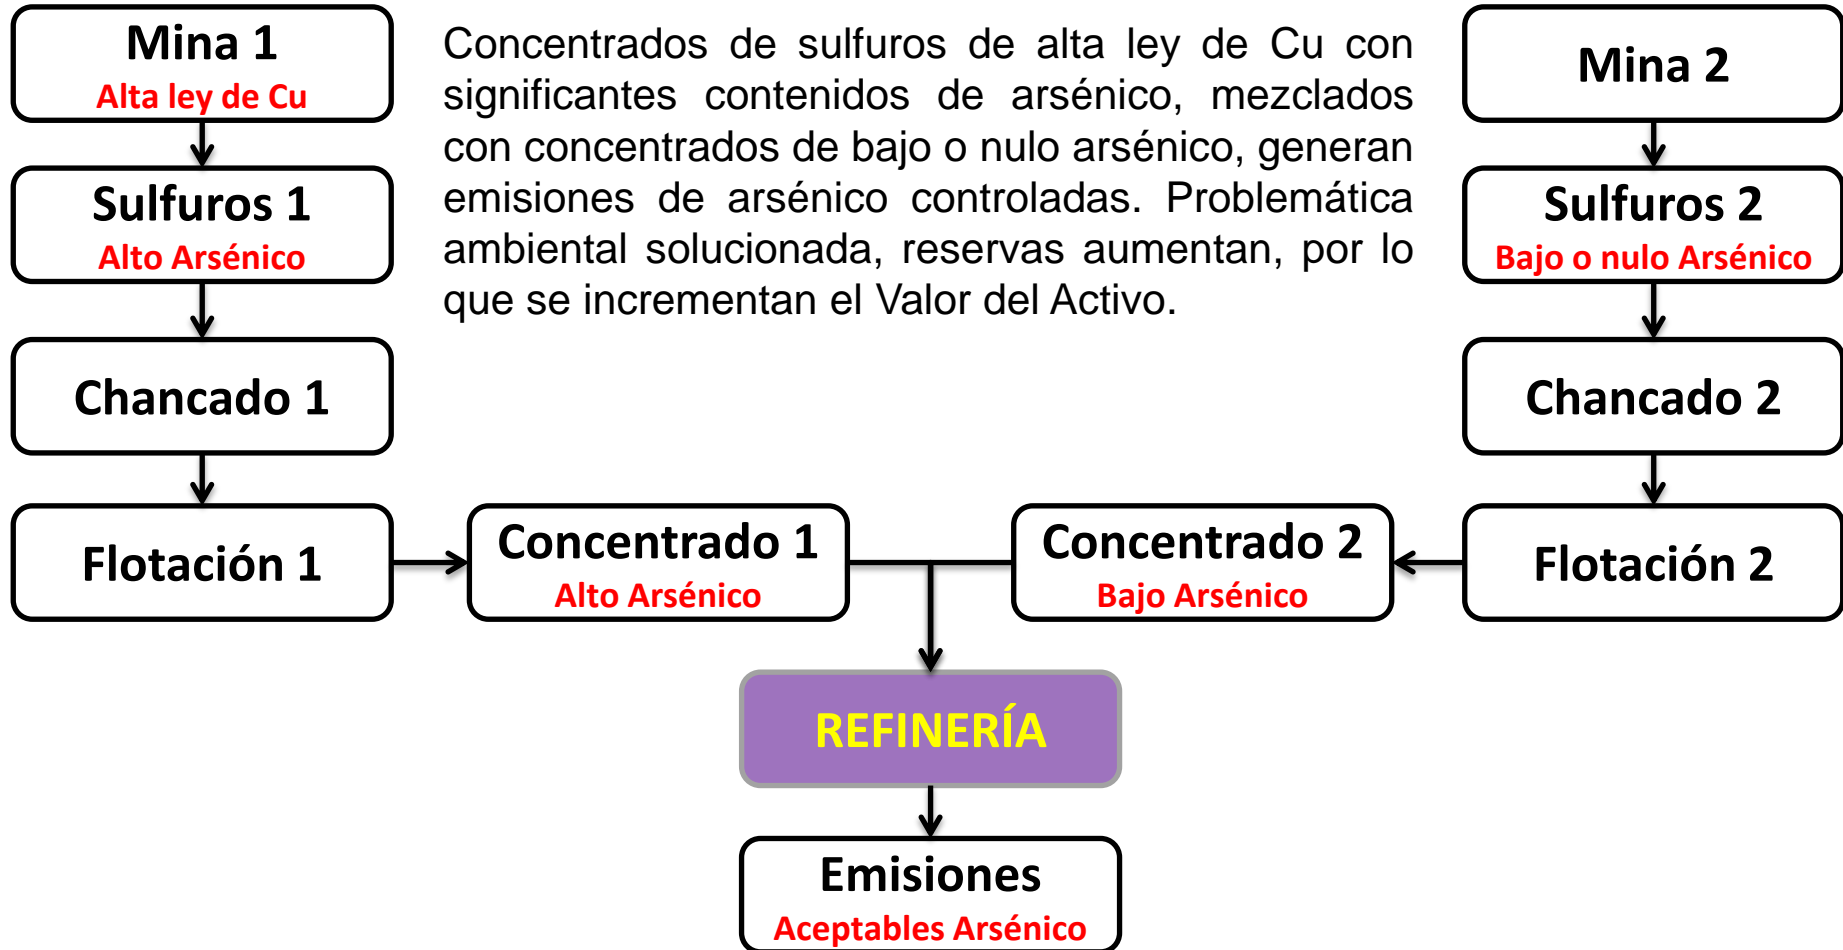 Mina 1
Alta ley de Cu
Concentrados de sulfuros de alta ley de Cu con
significantes contenidos de arsénico, mezclados
con concentrados de bajo o nulo arsénico, generan
emisiones de arsénico controladas. Problemática
ambiental solucionada, reservas aumentan, por lo
que se incrementan el Valor del Activo.
Mina 2
Sulfuros 1
Alto Arsénico
Sulfuros 2
Bajo o nulo Arsénico
Chancado 1
Chancado 2
Flotación 1
Concentrado 1
Alto Arsénico
Concentrado 2
Bajo Arsénico
Flotación 2
REFINERÍA
Emisiones
Aceptables Arsénico